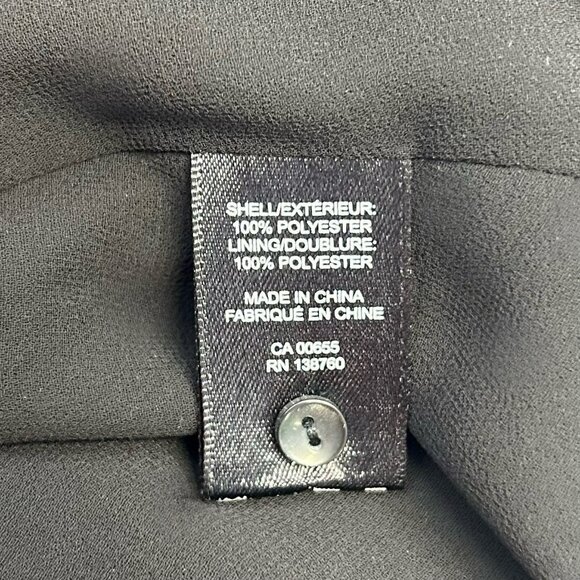 SHELL/EXTÉRIEUR:
100% POLYESTER
LINING/DOUBLURE:
100% POLYESTER
MADE IN CHINA
FABRIQUÉ EN CHINE
CA 00655
RN 138760